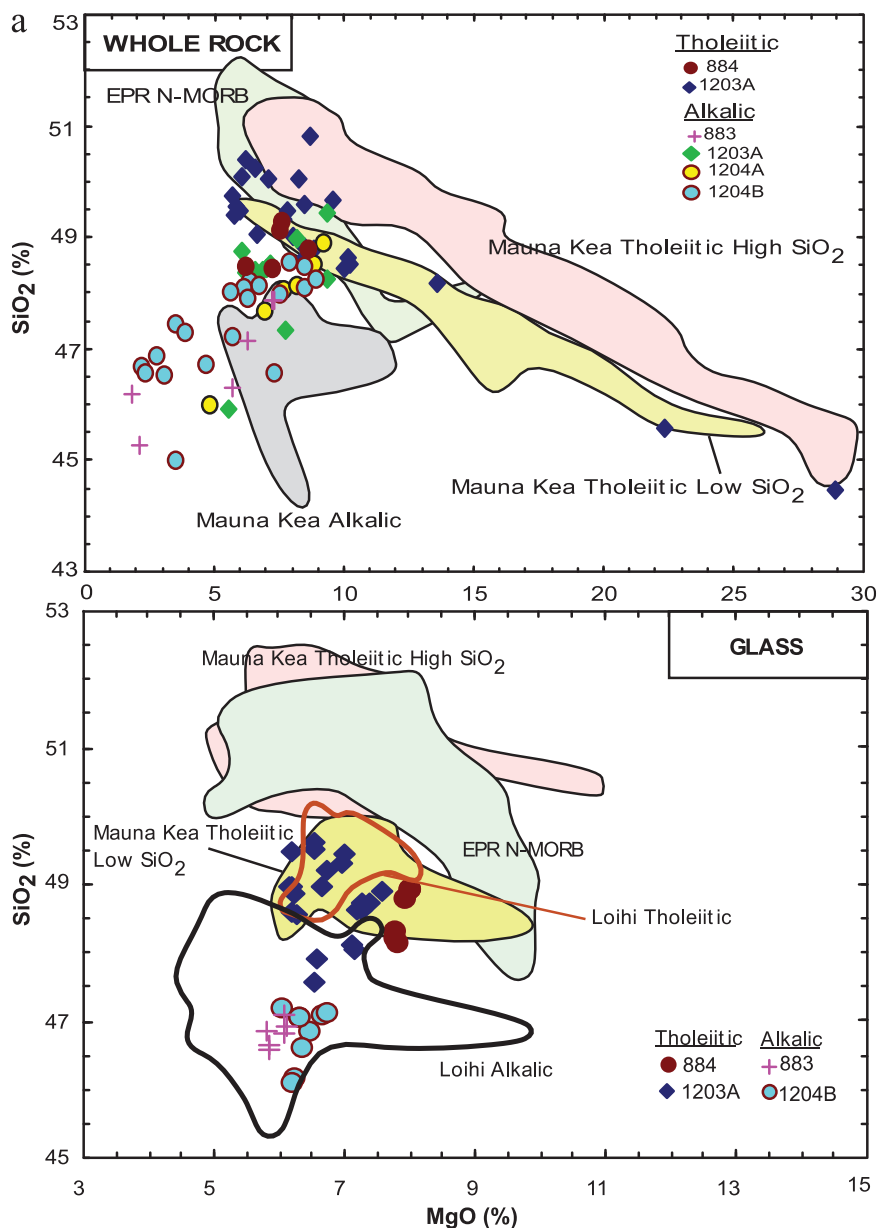 a
WHOLE ROCK
53
51
49
47
45
43
SiO2 (%)
0 5 10 15 20 25 30
EPR N-MORB
Tholeiitic
884
1203A
Alkalic
883
1203A
1204A
1204B
Mauna Kea Tholeiitic High SiO2
Mauna Kea Tholeiitic Low SiO2
Mauna Kea Alkalic
GLASS
53
51
49
47
45
SiO2 (%)
Mauna Kea Tholeiitic High SiO2
Mauna Kea Tholeiitic
Low SiO2
EPR N-MORB
Loihi Tholeiitic
Loihi Alkalic
Tholeiitic Alkalic
884 883
1203A 1204B
3 5 7 9 11 13 15
MgO (%)